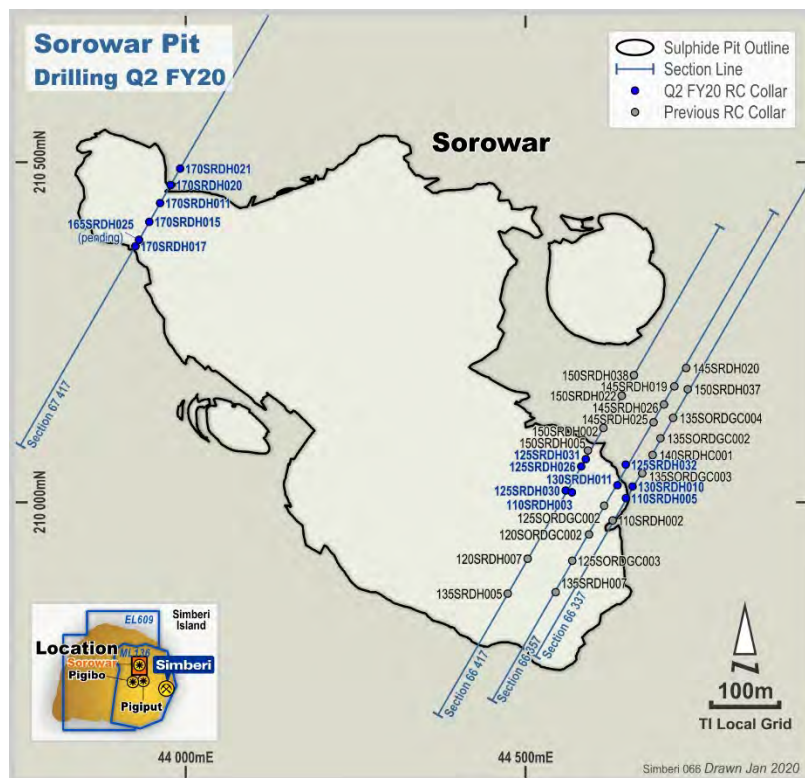 Sorowar Pit
Drilling Q2 FY20
Sulphide Pit Outline
Section Line
Q2 FY20 RC Collar
Previous RC Collar
Sorowar
210 500mN
170SRDH021
170SRDH020
170SRDH011
170SRDH015
165SRDH025
(pending)
170SRDH017
Section 67 417
150SRDH038
145SRDH020
145SRDH019
150SRDH022
150SRDH037
145SRDH026
145SRDH025
135SORDGC004
150SRDH002
135SORDGC002
150SRDH005
140SRDHC001
125SRDH031
125SRDH032
125SRDH026
135SORDGC003
130SRDH011
130SRDH010
125SRDH030
110SRDH005
110SRDH003
210 000mN
125SORDGC002
110SRDH002
120SORDGC002
120SRDH007
125SORDGC003
135SRDH005
135SRDH007
Section 66 417
Section 66 357
Section 66 337
EL609
Simberi
Island
Location
ML136
Sorowar
Simberi
Pigibo
Pigiput
N
100m
TI Local Grid
44 000mE
44 500mE
Simberi 066 Drawn Jan 2020